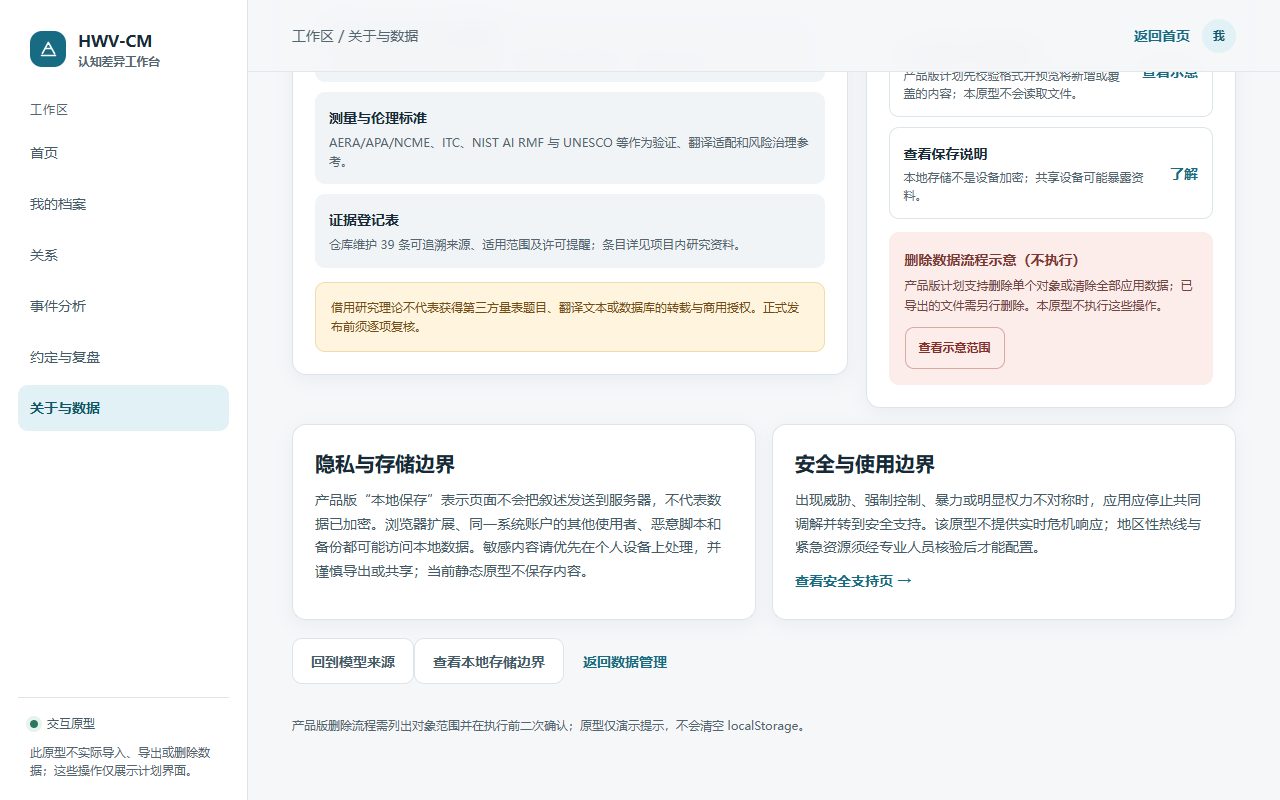 HWV-CM
认知差异工作台
工作区
首页
我的档案
关系
事件分析
约定与复盘
关于与数据
交互原型
此原型不实际导入、导出或删除数
据；这些操作仅展示计划界面。
工作区 / 关于与数据
返回首页
我
测量与伦理标准
AERA/APA/NCME、ITC、NIST AI RMF 与 UNESCO 等作为验证、翻译适配和风险治理参
考。
证据登记表
仓库维护 39 条可追溯来源、适用范围及许可提醒；条目详见项目内研究资料。
借用研究理论不代表获得第三方量表题目、翻译文本或数据库的转载与商用授权。正式发
布前须逐项复核。
产品版计划先校验格式并预览将新增或覆
盖的内容；本原型不会读取文件。
查看示意
查看保存说明
本地存储不是设备加密；共享设备可能暴露资
料。
了解
删除数据流程示意（不执行）
产品版计划支持删除单个对象或清除全部应用数据；已
导出的文件需另行删除。本原型不执行这些操作。
查看示意范围
隐私与存储边界
产品版“本地保存”表示页面不会把叙述发送到服务器，不代表数
据已加密。浏览器扩展、同一系统账户的其他使用者、恶意脚本和
备份都可能访问本地数据。敏感内容请优先在个人设备上处理，并
谨慎导出或共享；当前静态原型不保存内容。
安全与使用边界
出现威胁、强制控制、暴力或明显权力不对称时，应用应停止共同
调解并转到安全支持。该原型不提供实时危机响应；地区性热线与
紧急资源须经专业人员核验后才能配置。
查看安全支持页 →
回到模型来源
查看本地存储边界
返回数据管理
产品版删除流程需列出对象范围并在执行前二次确认；原型仅演示提示，不会清空 localStorage。